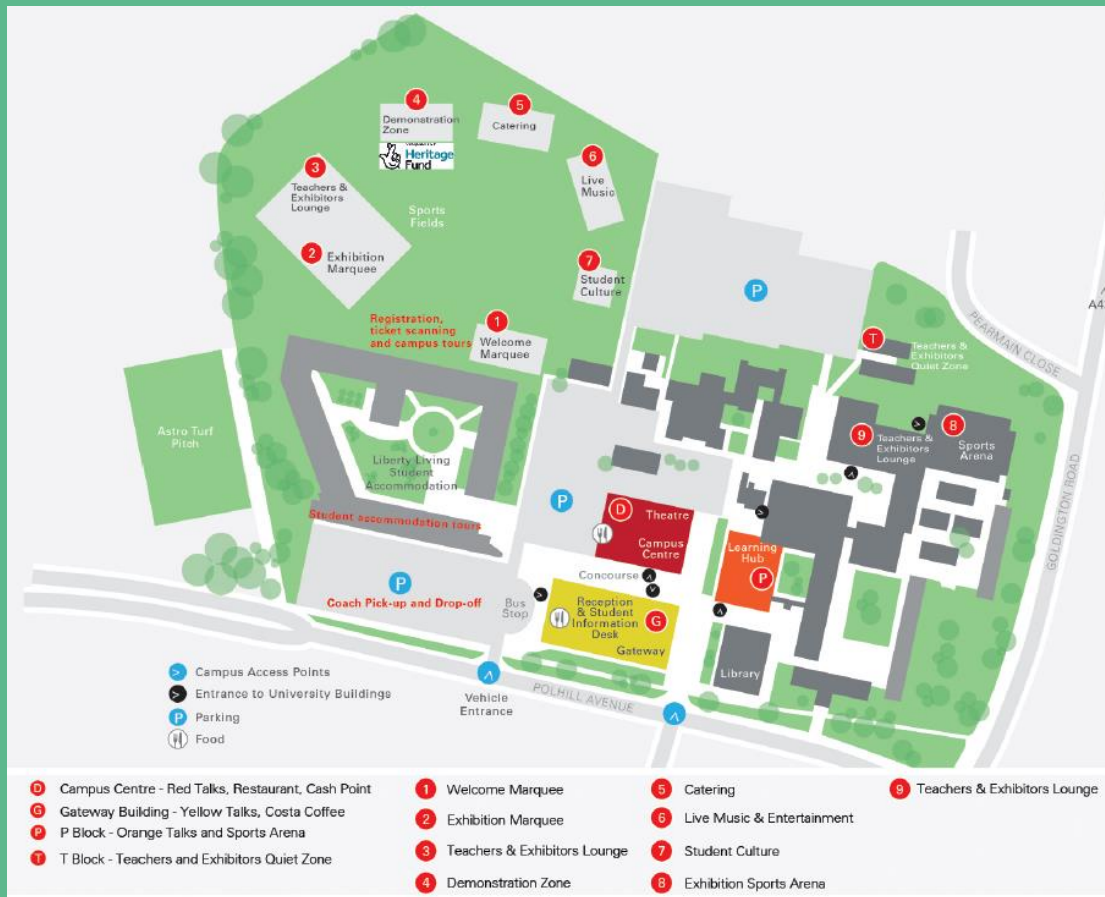 4
Demonstration
Zone
Heritage
Fund
5
Catering
6
Live
Music
3
Teachers &
Exhibitors
Lounge
Sports
Fields
2
Exhibition
Marquee
7
Student
Culture
P
Registration,
ticket scanning
and campus tours
1
Welcome
Marquee
PEARMAIN CLOSE
T
Teachers &
Exhibitors
Quiet Zone
Astro Turf
Pitch
Liberty Living
Student
Accommodation
9
Teachers &
Exhibitors
Lounge
8
Sports
Arena
GOLDINGTON ROAD
Student accommodation tours
P
D
Theatre
Campus
Centre
Learning
Hub
P
P
Coach Pick-up and Drop-off
Bus
Stop
Concourse
Reception
& Student
Information
Desk
G
Gateway
Library
Vehicle
Entrance
POLHILL AVENUE
Campus Access Points
Entrance to University Buildings
P Parking
Food
D Campus Centre - Red Talks, Restaurant, Cash Point
G Gateway Building - Yellow Talks, Costa Coffee
P P Block - Orange Talks and Sports Arena
T T Block - Teachers and Exhibitors Quiet Zone
1 Welcome Marquee
2 Exhibition Marquee
3 Teachers & Exhibitors Lounge
4 Demonstration Zone
5 Catering
6 Live Music & Entertainment
7 Student Culture
8 Exhibition Sports Arena
9 Teachers & Exhibitors Lounge